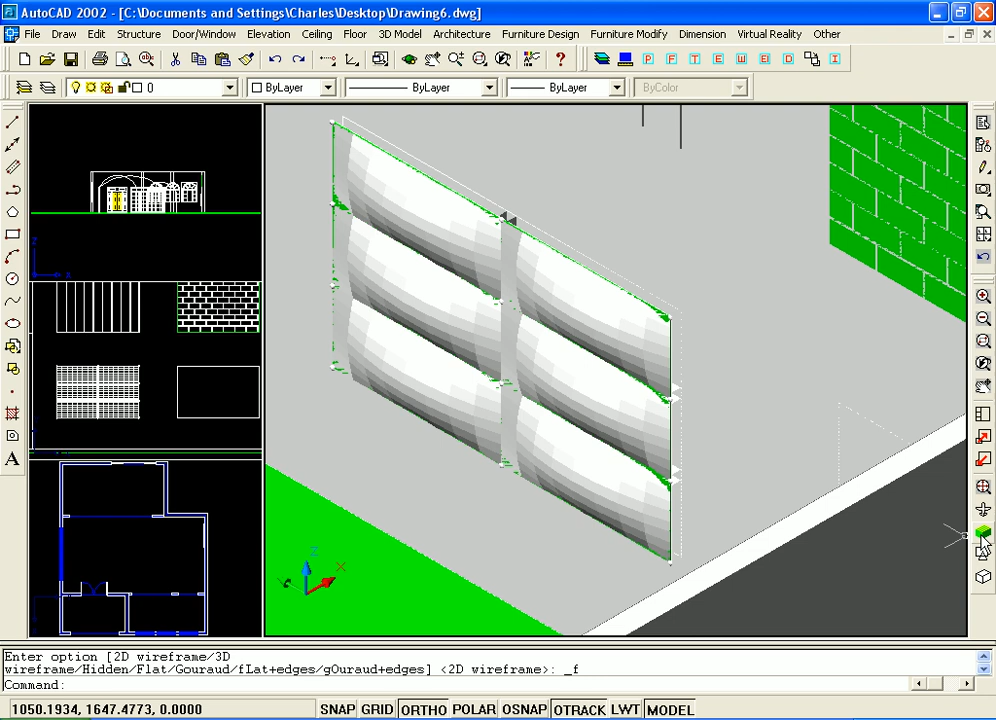 AutoCAD 2002 - [C:\Documents and Settings\Charles\Desktop\Drawing6.dwg]
File Draw Edit Structure Door/Window Elevation Ceiling Floor 3D Model Architecture Furniture Design Furniture Modify Dimension Virtual Reality Other
P F T E W E D I
0 ByLayer ByLayer ByLayer ByColor
A
Z
X
Enter option [2D wireframe/3D
wireframe/Hidden/Flat/Gouraud/fLat+edges/gOuraud+edges] <2D wireframe>: _f
Command:
1050.1934, 1647.4773, 0.0000 SNAP GRID ORTHO POLAR OSNAP OTRACK LWT MODEL